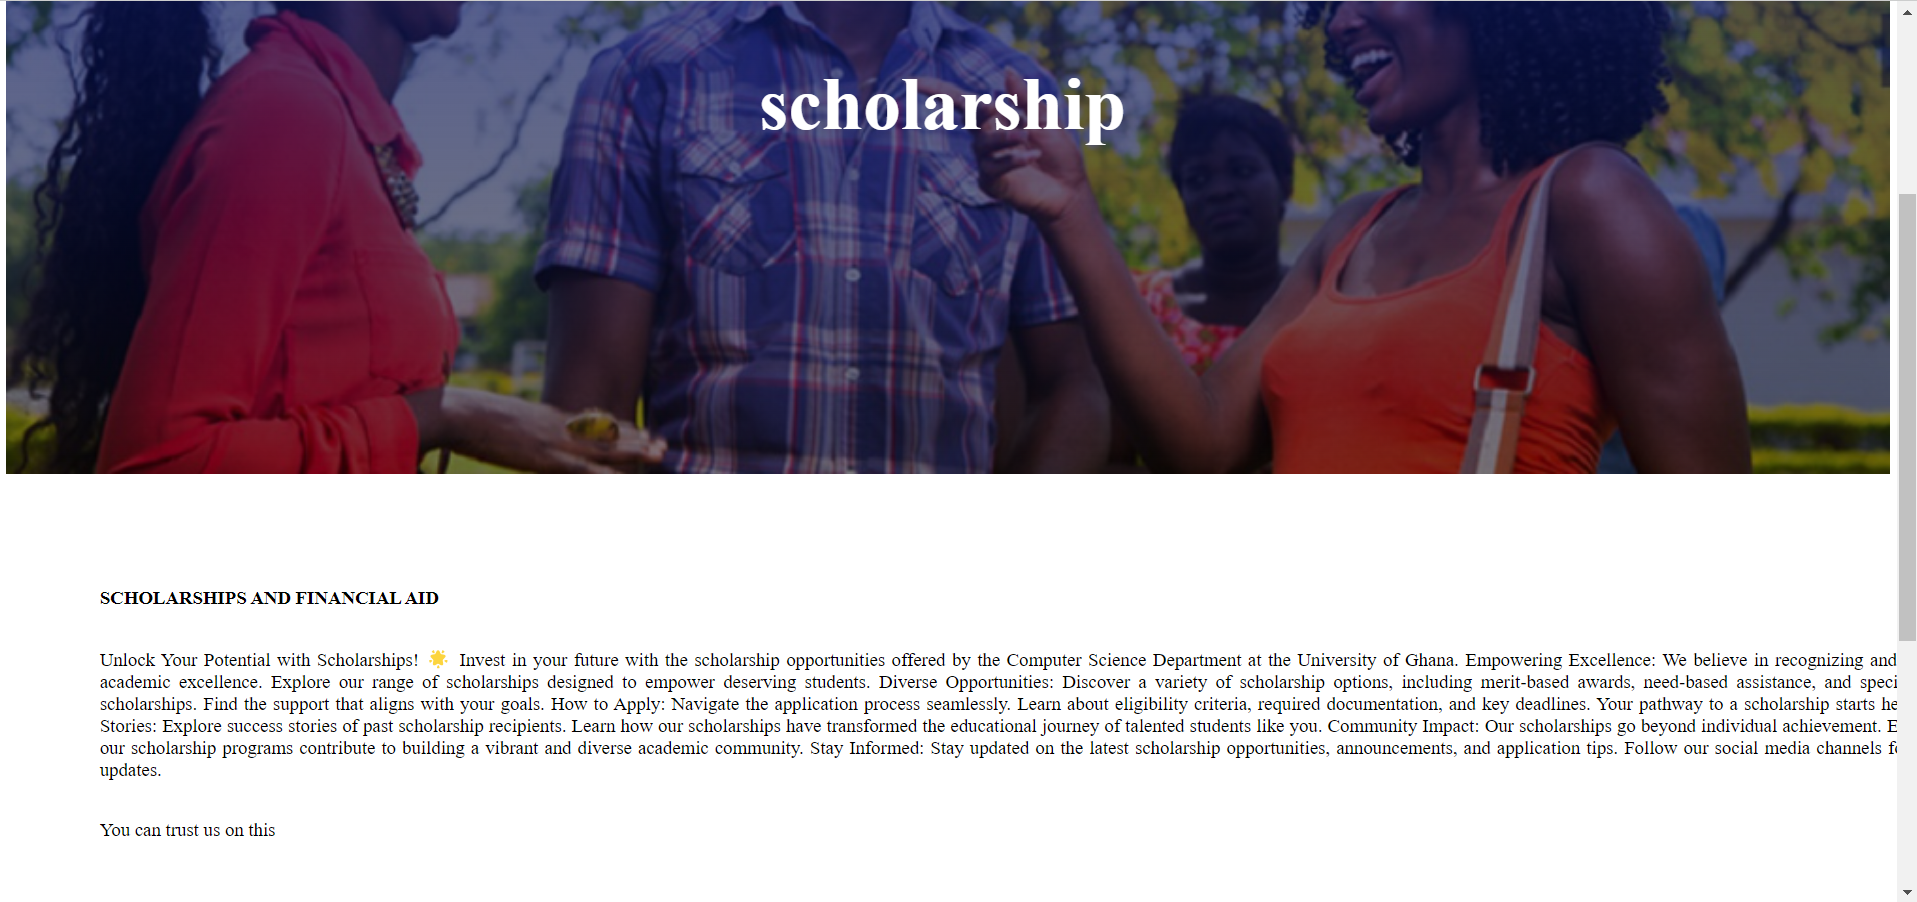 scholarship
SCHOLARSHIPS AND FINANCIAL AID
Unlock Your Potential with Scholarships! 🌟 Invest in your future with the scholarship opportunities offered by the Computer Science Department at the University of Ghana. Empowering Excellence: We believe in recognizing and
academic excellence. Explore our range of scholarships designed to empower deserving students. Diverse Opportunities: Discover a variety of scholarship options, including merit-based awards, need-based assistance, and speci
scholarships. Find the support that aligns with your goals. How to Apply: Navigate the application process seamlessly. Learn about eligibility criteria, required documentation, and key deadlines. Your pathway to a scholarship starts he
Stories: Explore success stories of past scholarship recipients. Learn how our scholarships have transformed the educational journey of talented students like you. Community Impact: Our scholarships go beyond individual achievement. E
our scholarship programs contribute to building a vibrant and diverse academic community. Stay Informed: Stay updated on the latest scholarship opportunities, announcements, and application tips. Follow our social media channels f
updates.
You can trust us on this